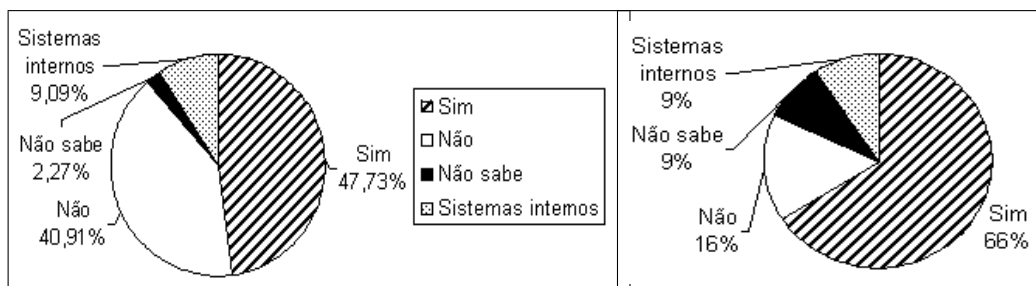 Sistemas
internos
9,09%
Não sabe
2,27%
Não
40,91%
Sim
47,73%
Sim
Não
Não sabe
Sistemas internos
Sistemas
internos
9%
Não sabe
9%
Não
16%
Sim
66%